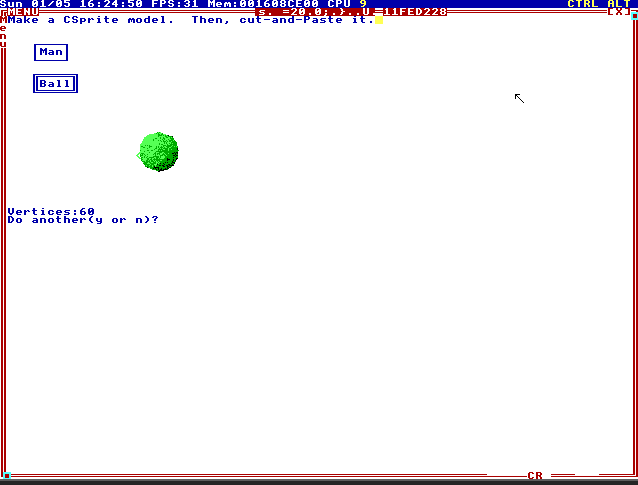 Sun 01/05 16:24:50 FPS:31 Mem:001608CE00 CPU 9 CTRL ALT
MENU s. =20.0;.}..U.=11FED228 [X]
Menu
Make a CSprite model.  Then, cut-and-Paste it.
Man
Ball
Vertices:60
Do another(y or n)?
CR